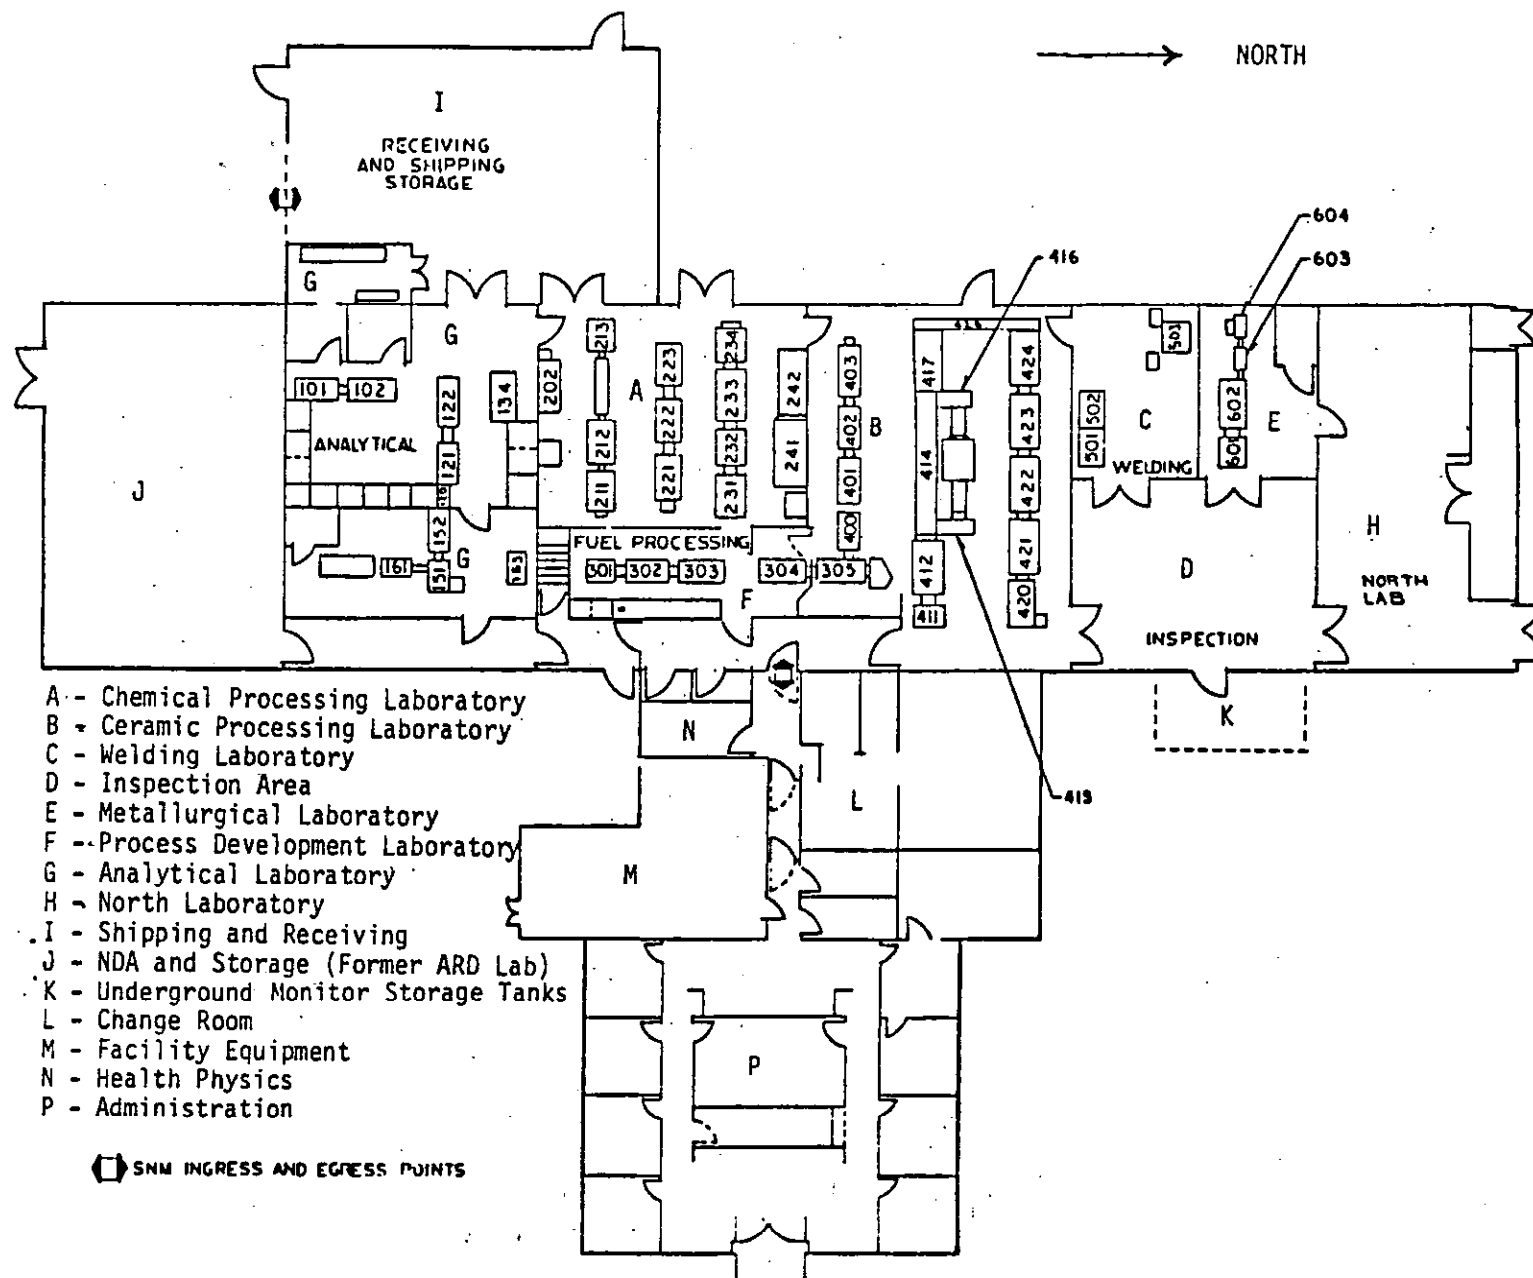 NORTH
I
RECEIVING
AND SHIPPING
STORAGE
604
603
416
G
G
213
223
234
A
202
242
403
417
424
503
101
102
122
134
222
233
402
B
423
502
C
602
E
ANALYTICAL
212
232
241
414
601
121
221
401
422
501
WELDING
J
211
231
H
152
G
FUEL PROCESSING
400
421
161
151
163
301
302
303
304
305
412
D
NORTH
LAB
F
411
420
INSPECTION
A - Chemical Processing Laboratory
B - Ceramic Processing Laboratory
C - Welding Laboratory
D - Inspection Area
E - Metallurgical Laboratory
F - Process Development Laboratory
G - Analytical Laboratory
H - North Laboratory
I - Shipping and Receiving
J - NDA and Storage (Former ARD Lab)
K - Underground Monitor Storage Tanks
L - Change Room
M - Facility Equipment
N - Health Physics
P - Administration
N
K
L
413
M
P
SNM INGRESS AND EGRESS POINTS